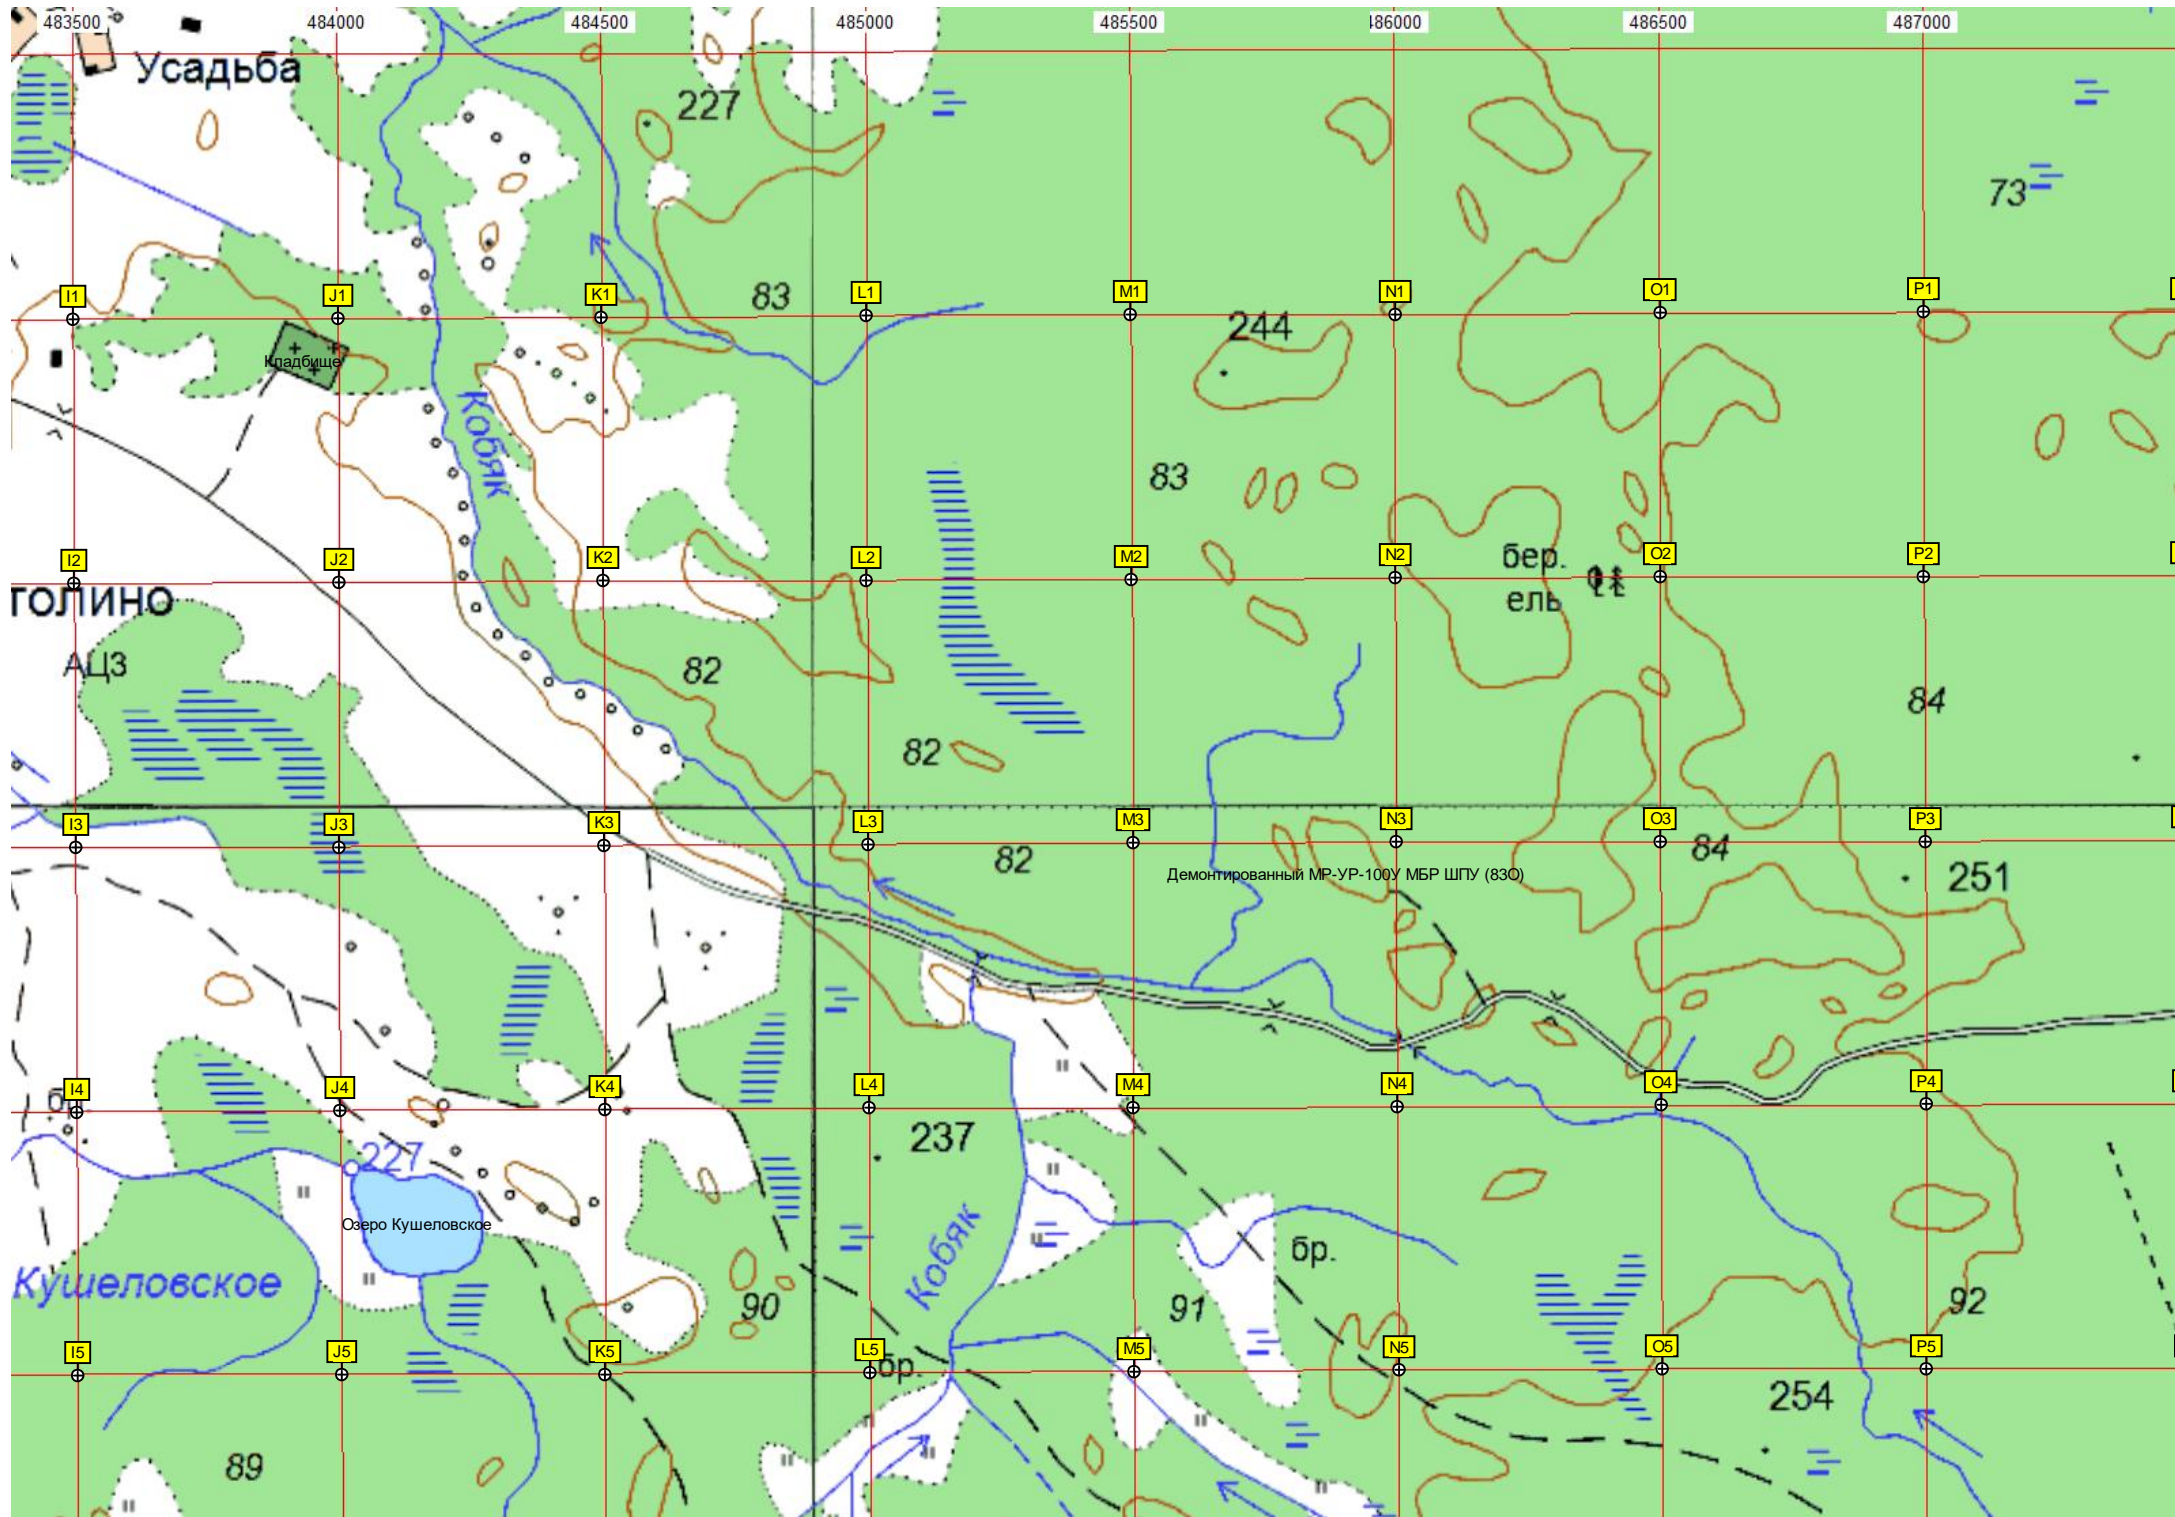 483500 484000 484500 485000 485500 486000 486500 487000
Усадьба
227
73
83
I1 J1 K1 L1 M1 N1 O1 P1
244
Кладбище
Кобяк
83
I2 J2 K2 L2 M2 N2 O2 P2
бер.
ель
голино
АЦЗ
82
84
82
I3 J3 K3 L3 M3 N3 O3 P3
82
84
Демонтированный МР-УР-100У МБР ШПУ (83О)
251
I4 J4 K4 L4 M4 N4 O4 P4
237
227
Озеро Кушеловское
Кобяк
бр.
Кушеловское
90
91
92
I5 J5 K5 L5 M5 N5 O5 P5
бр.
254
89